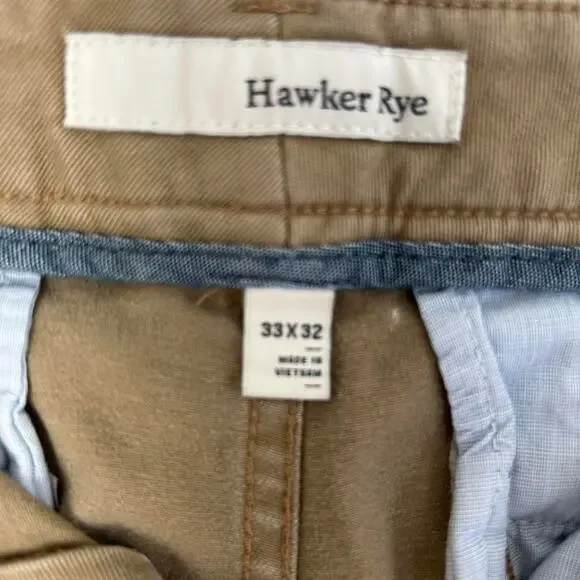 Hawker Rye
33X32
MADE IN
VIETNAM